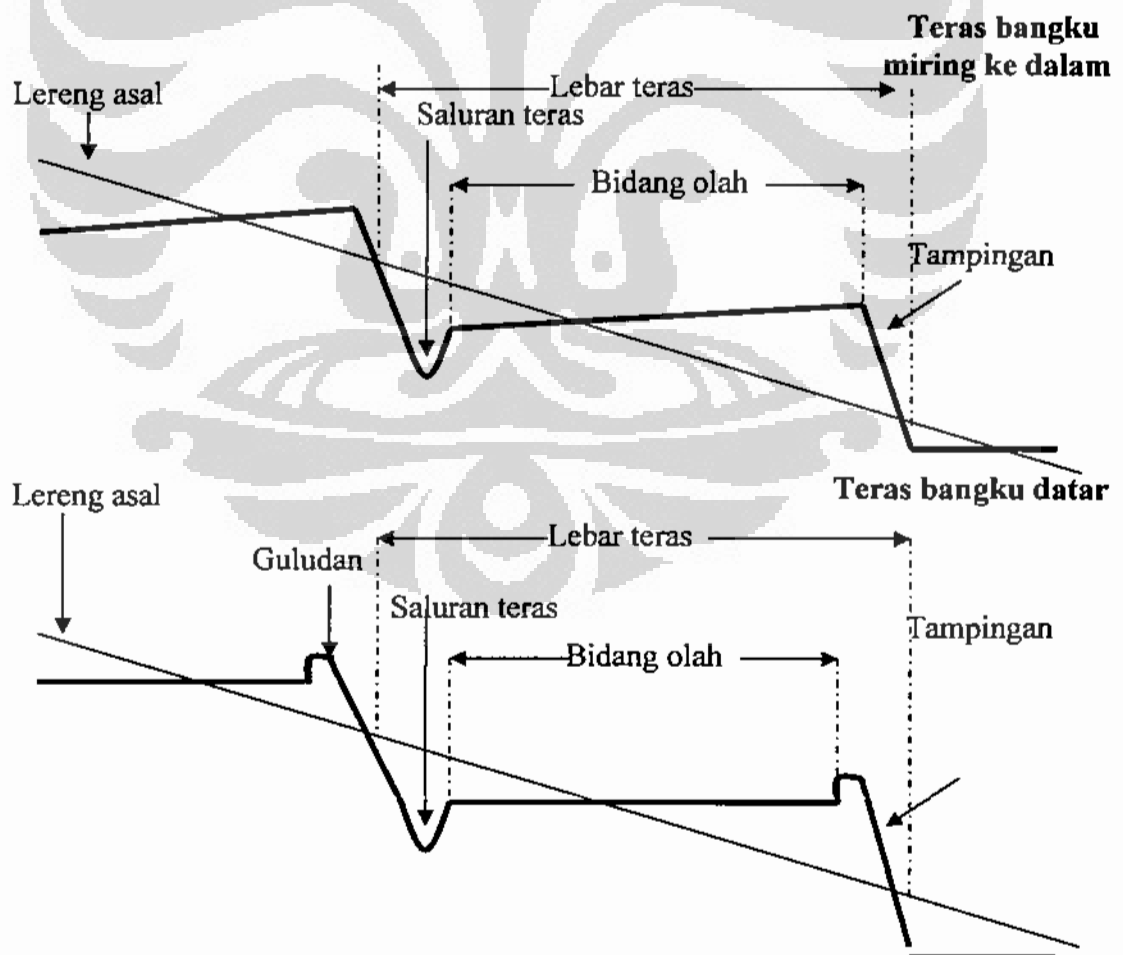 Teras bangku
miring ke dalam
Lereng asal
Lebar teras
Saluran teras
Bidang olah
Tampingan
Teras bangku datar
Lereng asal
Lebar teras
Guludan
Saluran teras
Tampingan
Bidang olah